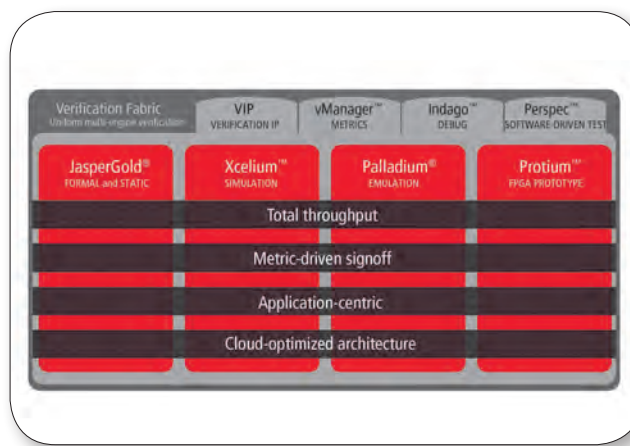 Verification Fabric
Uniform multi-engine verification
VIP
VERIFICATION IP
vManager™
METRICS
Indago™
DEBUG
Perspec™
SOFTWARE-DRIVEN TEST
JasperGold®
FORMAL and STATIC
Xcelium™
SIMULATION
Palladium®
EMULATION
Protium™
FPGA PROTOTYPE
Total throughput
Metric-driven signoff
Application-centric
Cloud-optimized architecture